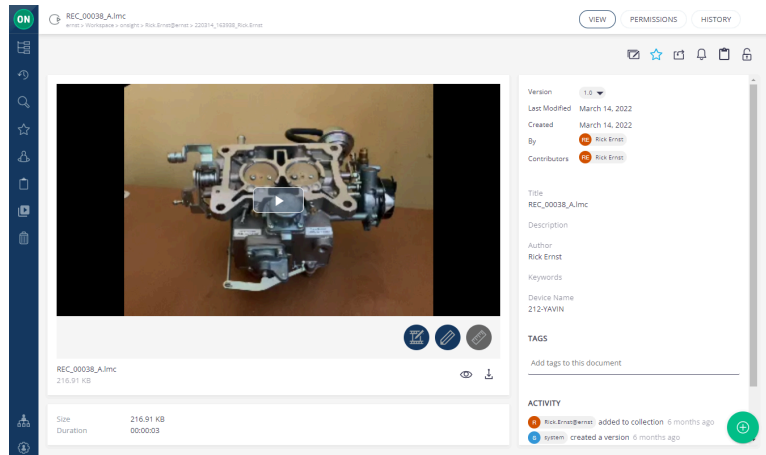 ON
REC_00038_A.lmc
ernst > Workspace > onsight > Rick.Ernst@ernst > 220314_163938_Rick.Ernst
VIEW
PERMISSIONS
HISTORY
Version 1.0
Last Modified March 14, 2022
Created March 14, 2022
By RE Rick Ernst
Contributors RE Rick Ernst
Title
REC_00038_A.lmc
Description
Author
Rick Ernst
Keywords
Device Name
212-YAVIN
TAGS
Add tags to this document
ACTIVITY
R Rick.Ernst@ernst added to collection 6 months ago
system created a version 6 months ago
REC_00038_A.lmc
216.91 KB
Size 216.91 KB
Duration 00:00:03